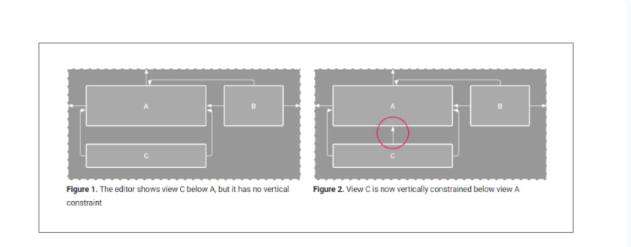 A
B
C
A
B
C
Figure 1. The editor shows view C below A, but it has no vertical
constraint
Figure 2. View C is now vertically constrained below view A